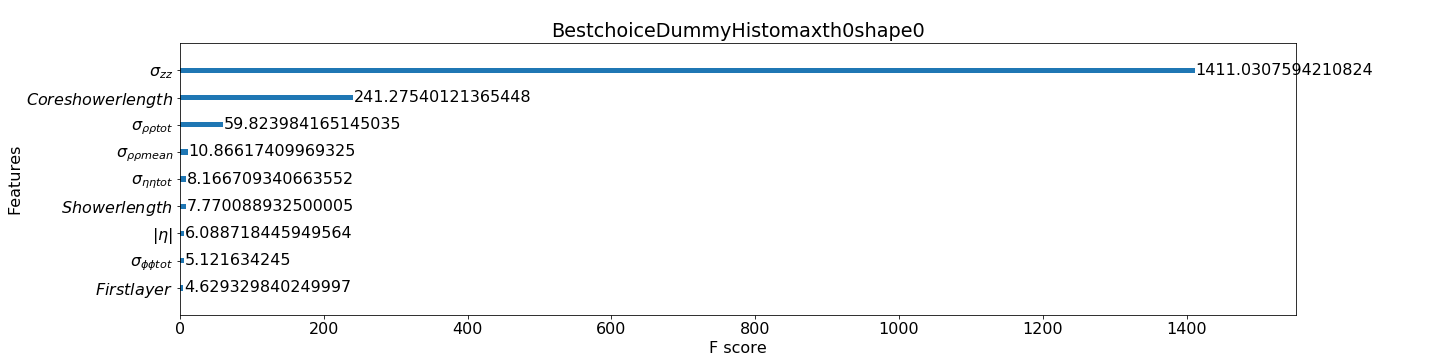 BestchoiceDummyHistomaxth0shape0
σzz 1411.0307594210824
Coreshowerlength 241.27540121365448
σρρtot 59.823984165145035
σρρmean 10.86617409969325
σηηtot 8.166709340663552
Showerlength 7.770088932500005
|η| 6.088718445949564
σϕϕtot 5.121634245
Firstlayer 4.629329840249997
Features
0 200 400 600 800 1000 1200 1400
F score